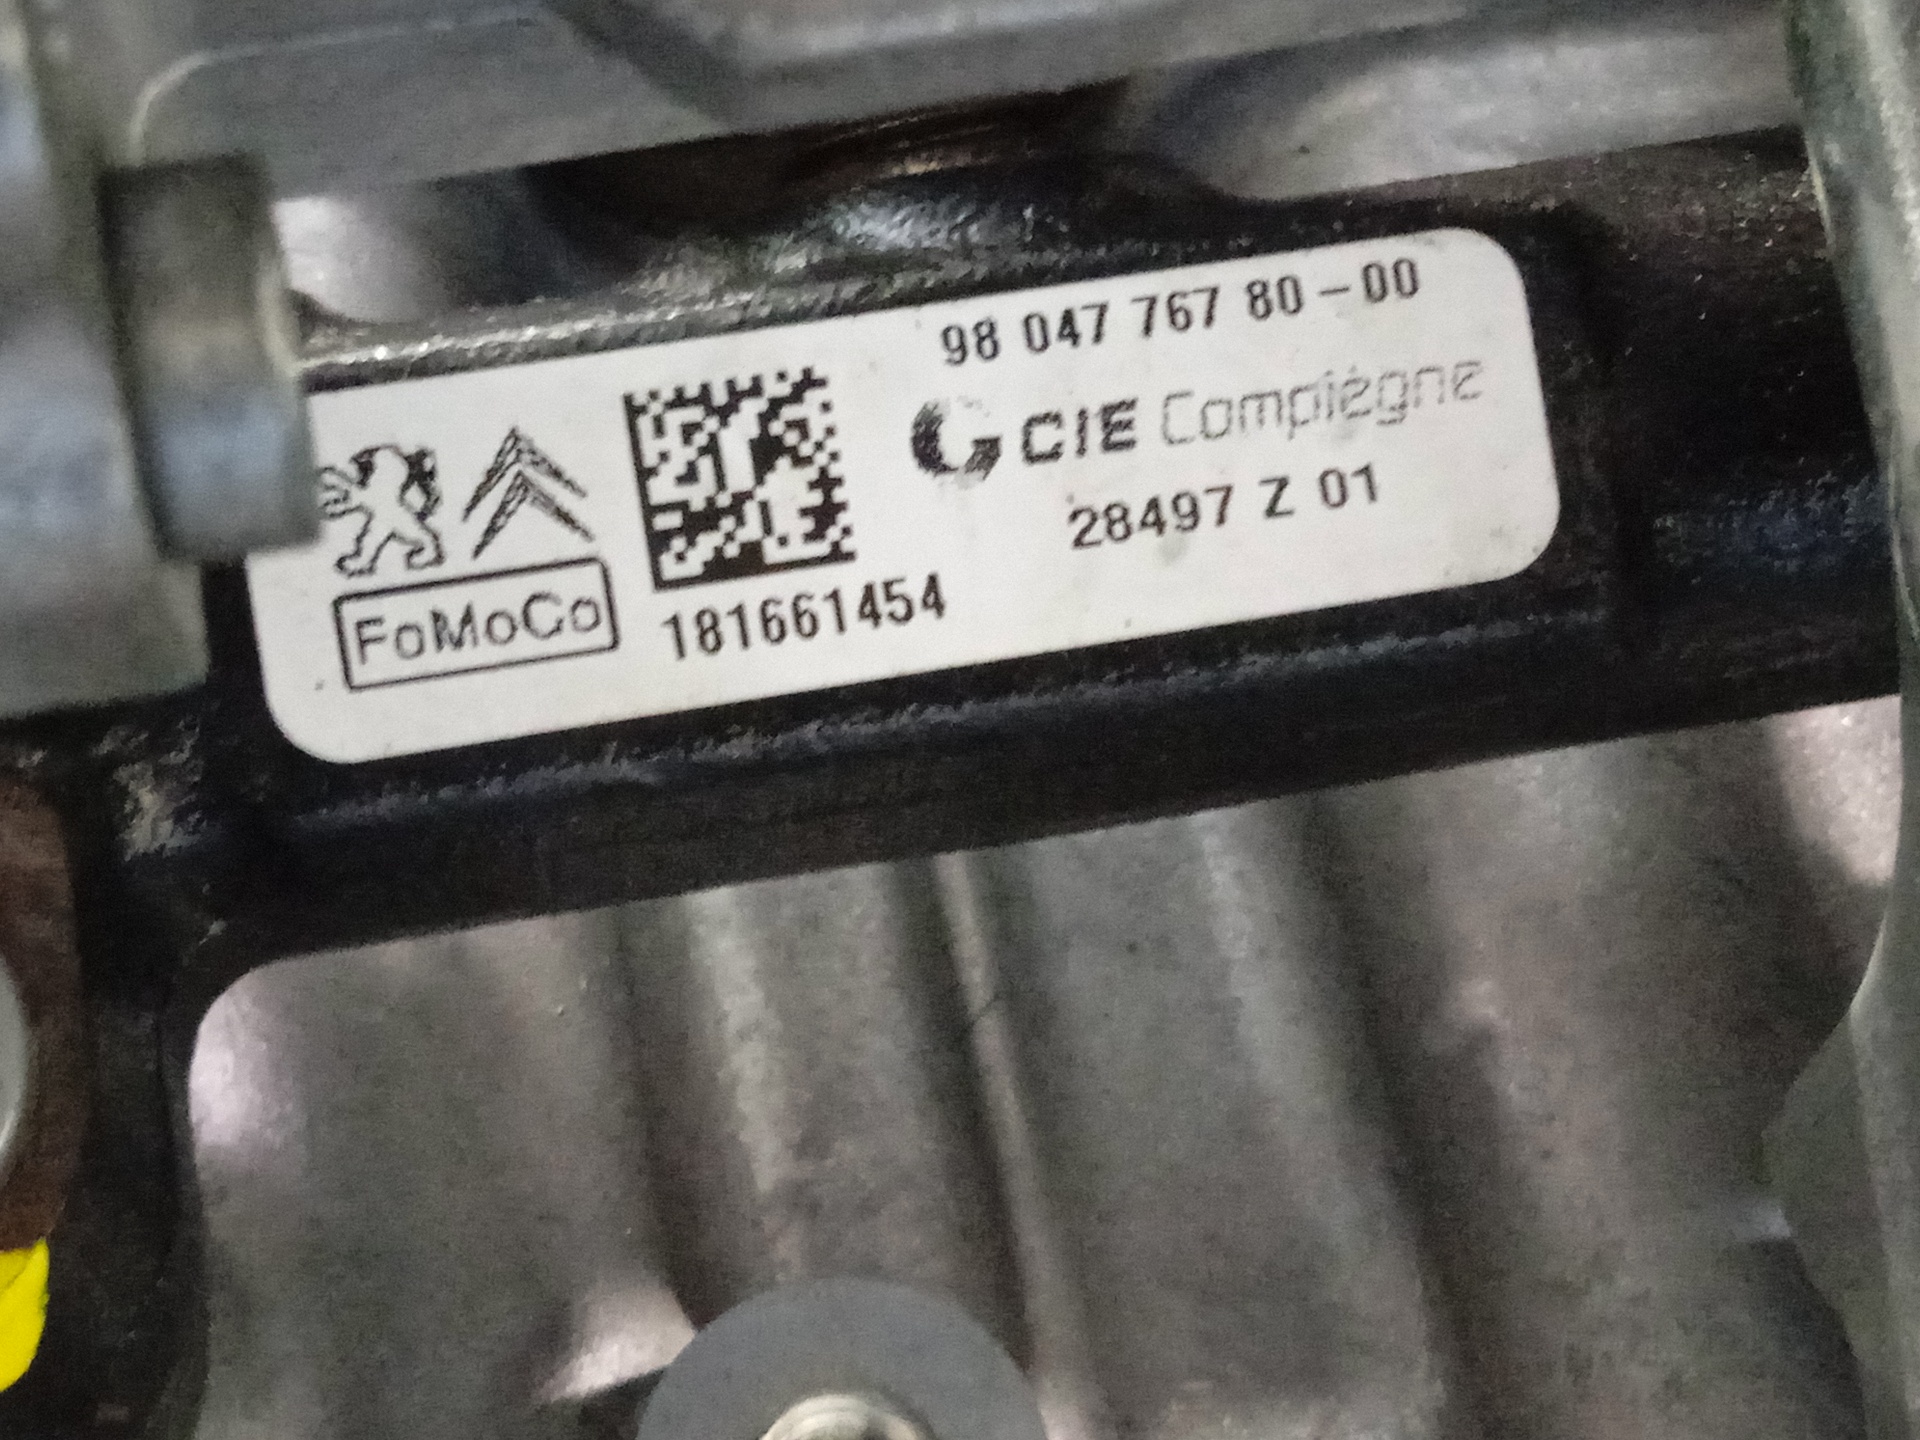 98 047 767 80-00
CIE Compiègne
28497 Z 01
FoMoCo
181661454